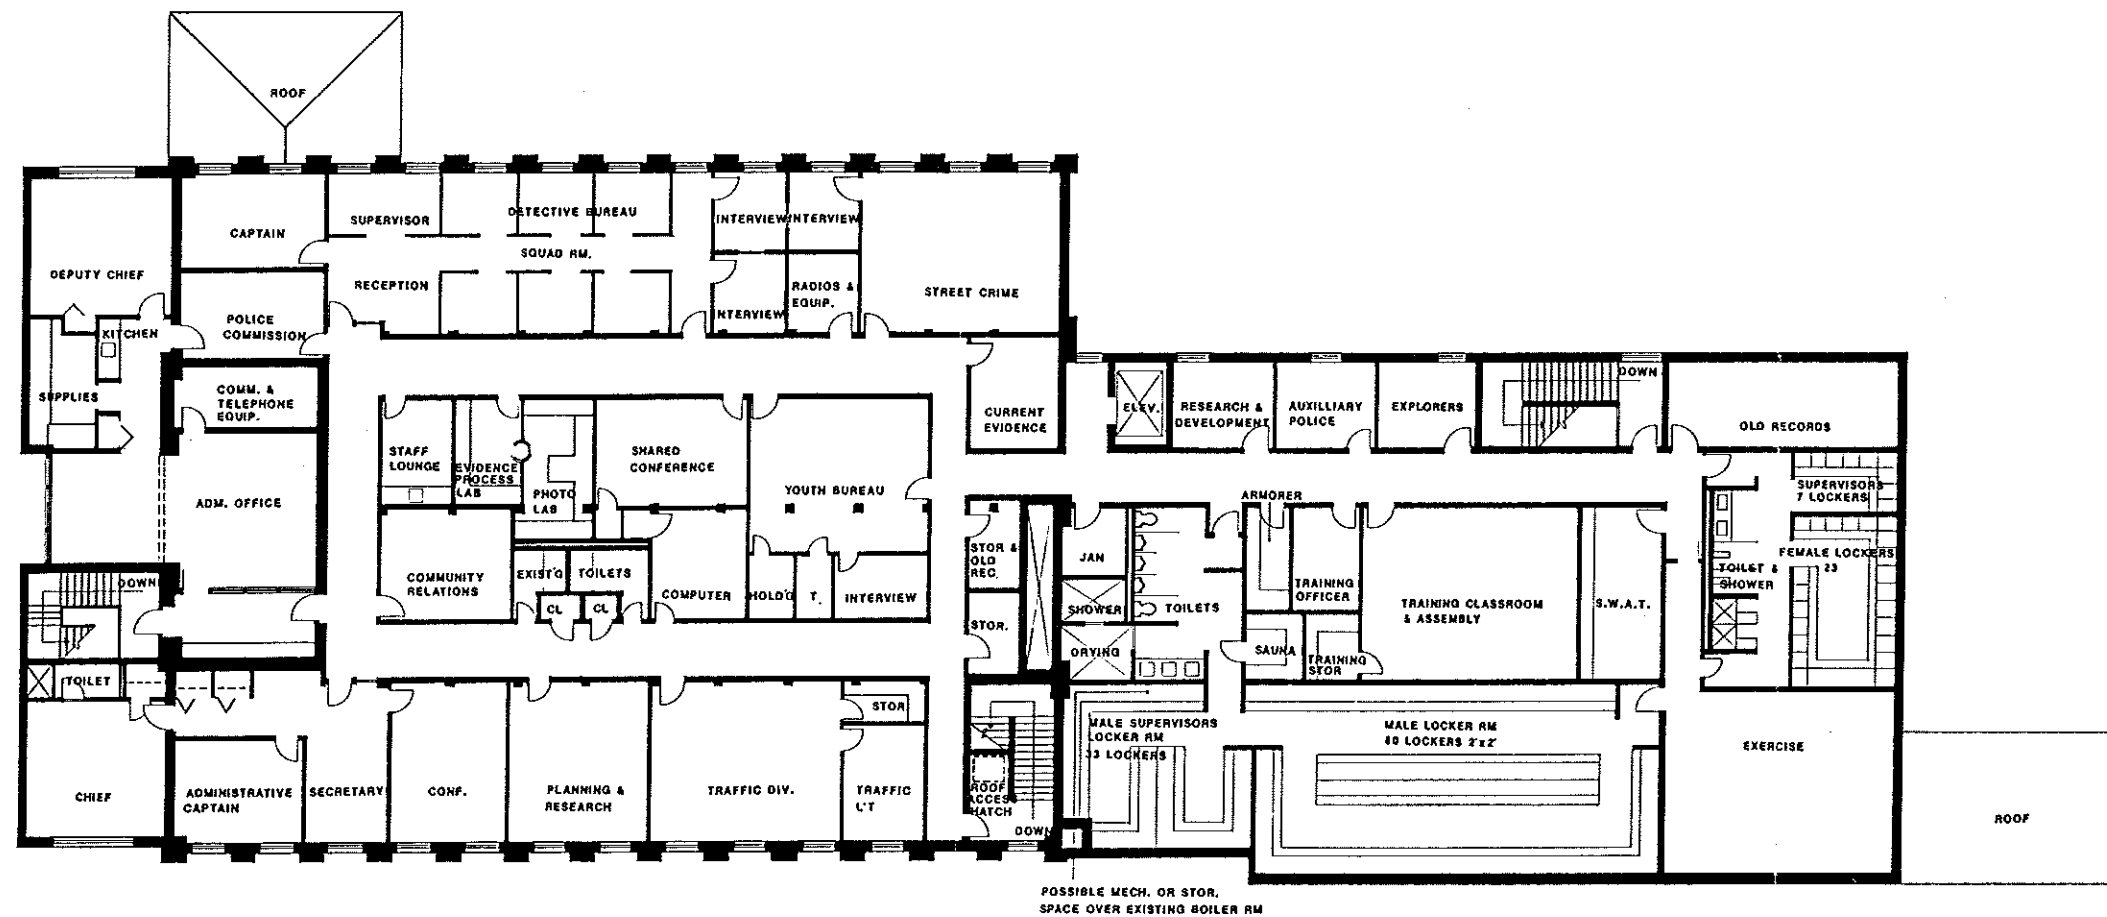 ROOF
DETECTIVE BUREAU
SUPERVISOR
INTERVIEW
INTERVIEW
CAPTAIN
SQUAD RM.
DEPUTY CHIEF
RECEPTION
RADIOS &
EQUIP.
STREET CRIME
NTERVIEW
POLICE
COMMISSION
KITCHEN
DOWN
COMM. &
TELEPHONE
EQUIP.
SUPPLIES
CURRENT
EVIDENCE
ELEV.
RESEARCH &
DEVELOPMENT
AUXILLIARY
POLICE
EXPLORERS
OLD RECORDS
STAFF
LOUNGE
EVIDENCE
PROCESS
LAB
SHARED
CONFERENCE
PHOTO
LAB
YOUTH BUREAU
ADM. OFFICE
ARMORER
SUPERVISORS
7 LOCKERS
STOR &
OLD
REC.
JAN
FEMALE LOCKERS
23
TOILET &
SHOWER
DOWN
COMMUNITY
RELATIONS
EXIST'G
TOILETS
CL
CL
COMPUTER
HOLD'G
T.
INTERVIEW
SHOWER
TOILETS
TRAINING
OFFICER
TRAINING CLASSROOM
& ASSEMBLY
S.W.A.T.
STOR.
DRYING
SAUNA
TRAINING
STOR
TOILET
STOR
MALE SUPERVISORS
LOCKER RM
33 LOCKERS
MALE LOCKER RM
80 LOCKERS 2'x2'
EXERCISE
CHIEF
ADMINISTRATIVE
CAPTAIN
SECRETARY
CONF.
PLANNING &
RESEARCH
TRAFFIC DIV.
TRAFFIC
L'T
ROOF
ACCESS
HATCH
DOWN
ROOF
POSSIBLE MECH. OR STOR.
SPACE OVER EXISTING BOILER RM